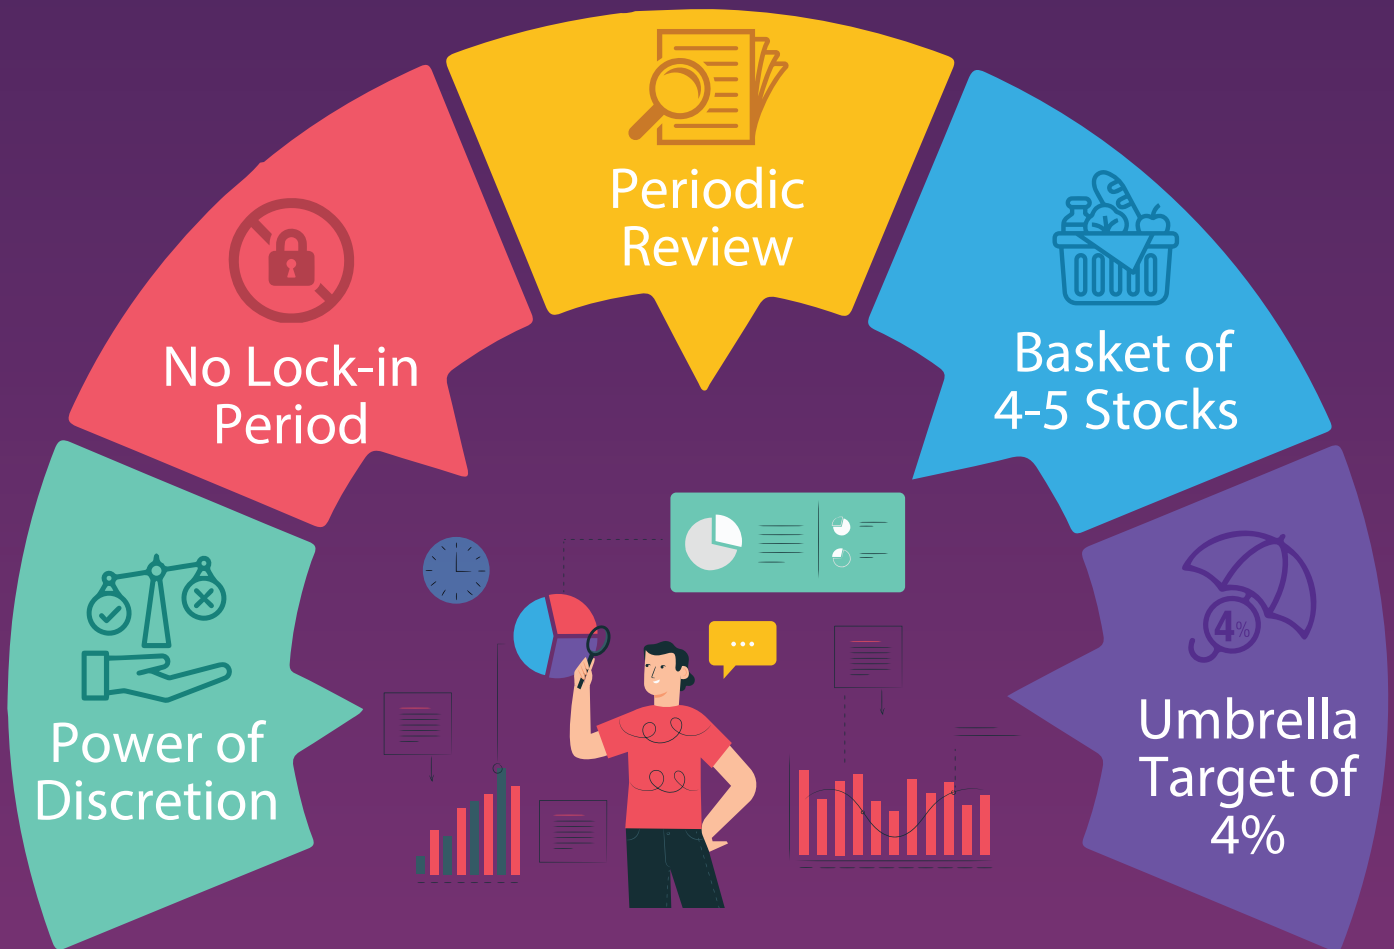 Periodic
Review
No Lock-in
Period
Basket of
4-5 Stocks
Power of
Discretion
4%
Umbrella
Target of
4%